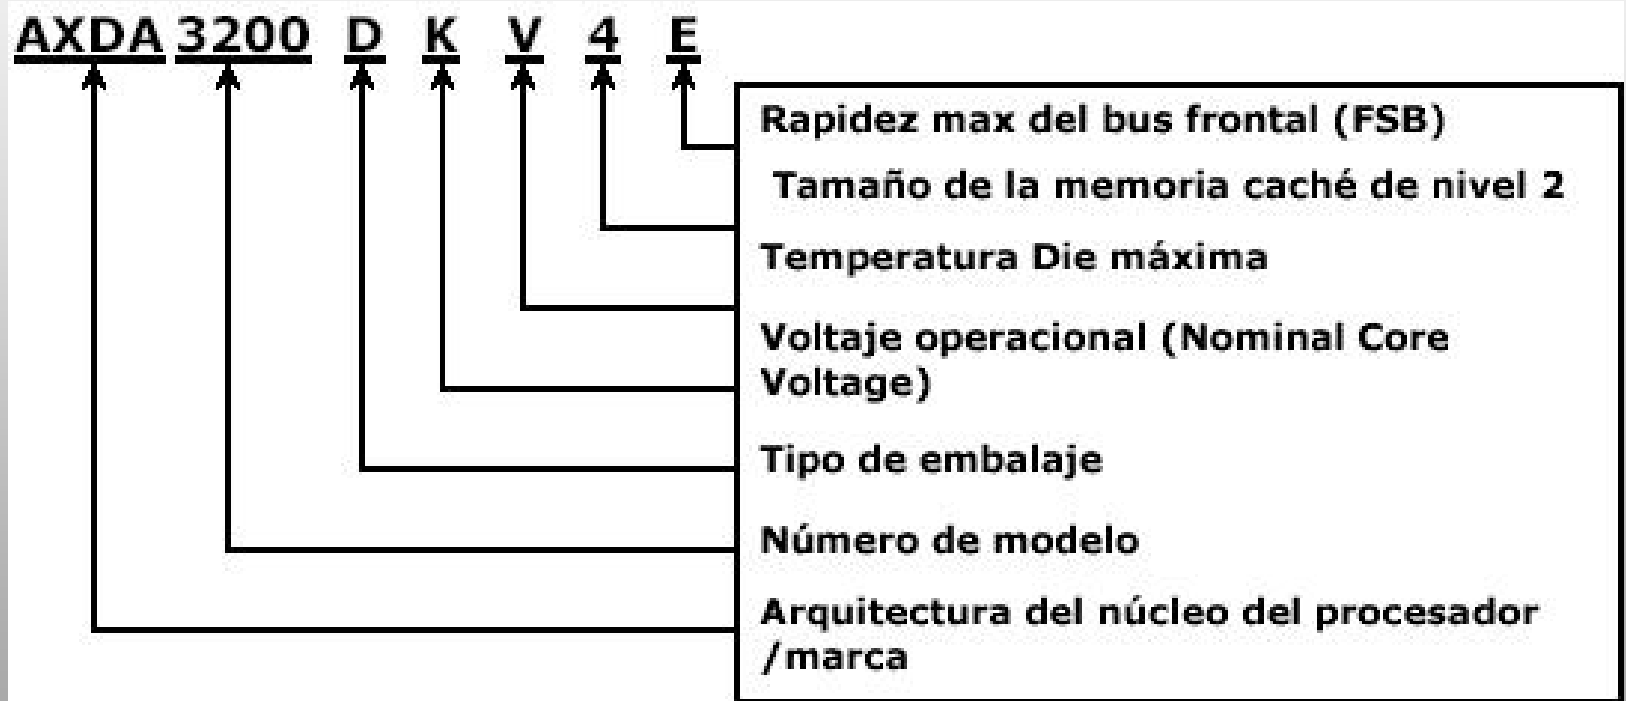 AXDA 3200 D K V 4 E
Rapidez max del bus frontal (FSB)
Tamaño de la memoria caché de nivel 2
Temperatura Die máxima
Voltaje operacional (Nominal Core
Voltage)
Tipo de embalaje
Número de modelo
Arquitectura del núcleo del procesador
/marca